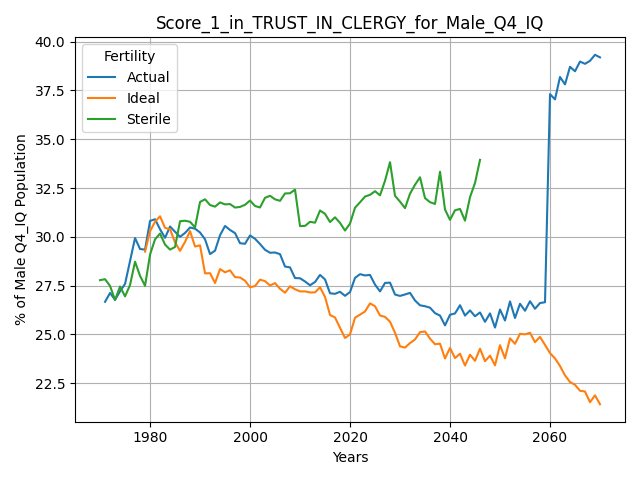 Score_1_in_TRUST_IN_CLERGY_for_Male_Q4_IQ
Fertility
Actual
Ideal
Sterile
% of Male Q4_IQ Population
40.0
37.5
35.0
32.5
30.0
27.5
25.0
22.5
1980
2000
2020
2040
2060
Years